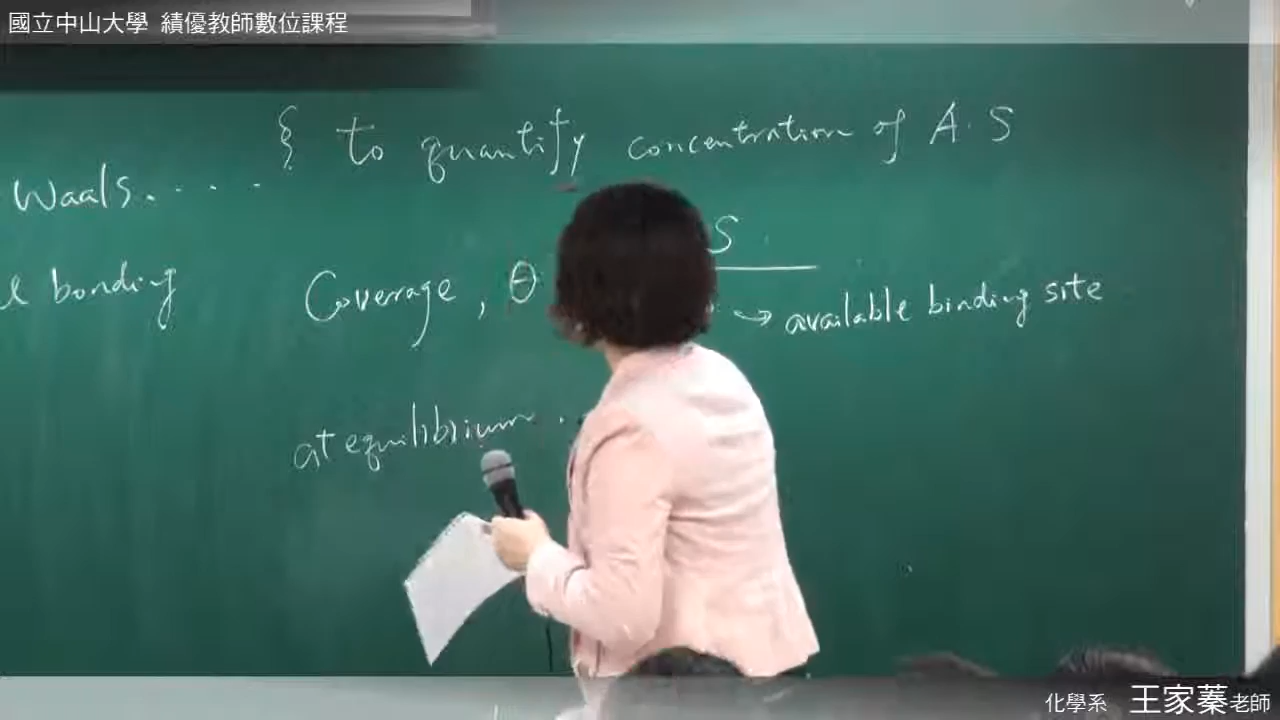 國立中山大學 績優教師數位課程
{ to quantify concentration of A·S
Waals. . . .
bonding
Coverage, θ
S
→ available binding site
at equilibrium . .
化學系 王家蓁老師